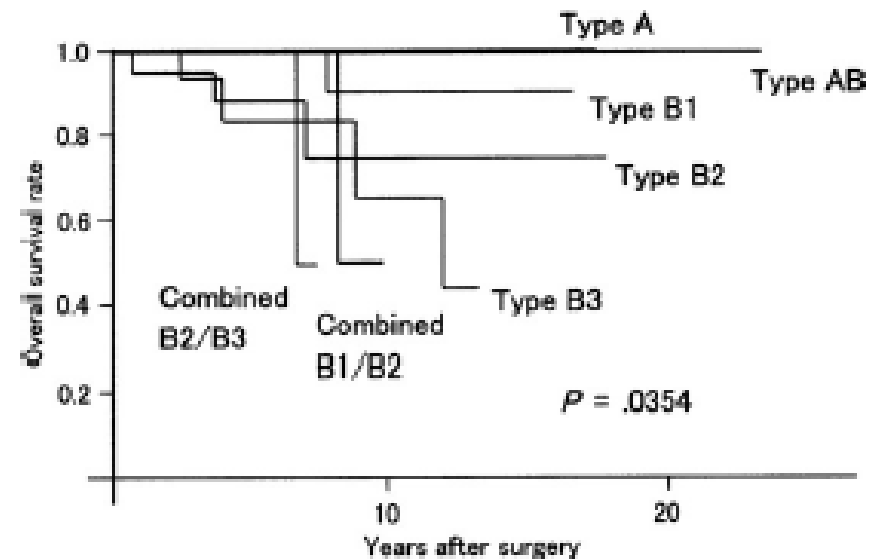 Type A
1.0
Type AB
Type B1
0.8
Type B2
0.6
Overall survival rate
Combined
B2/B3
0.4
Type B3
Combined
B1/B2
0.2
P = .0354
10
20
Years after surgery